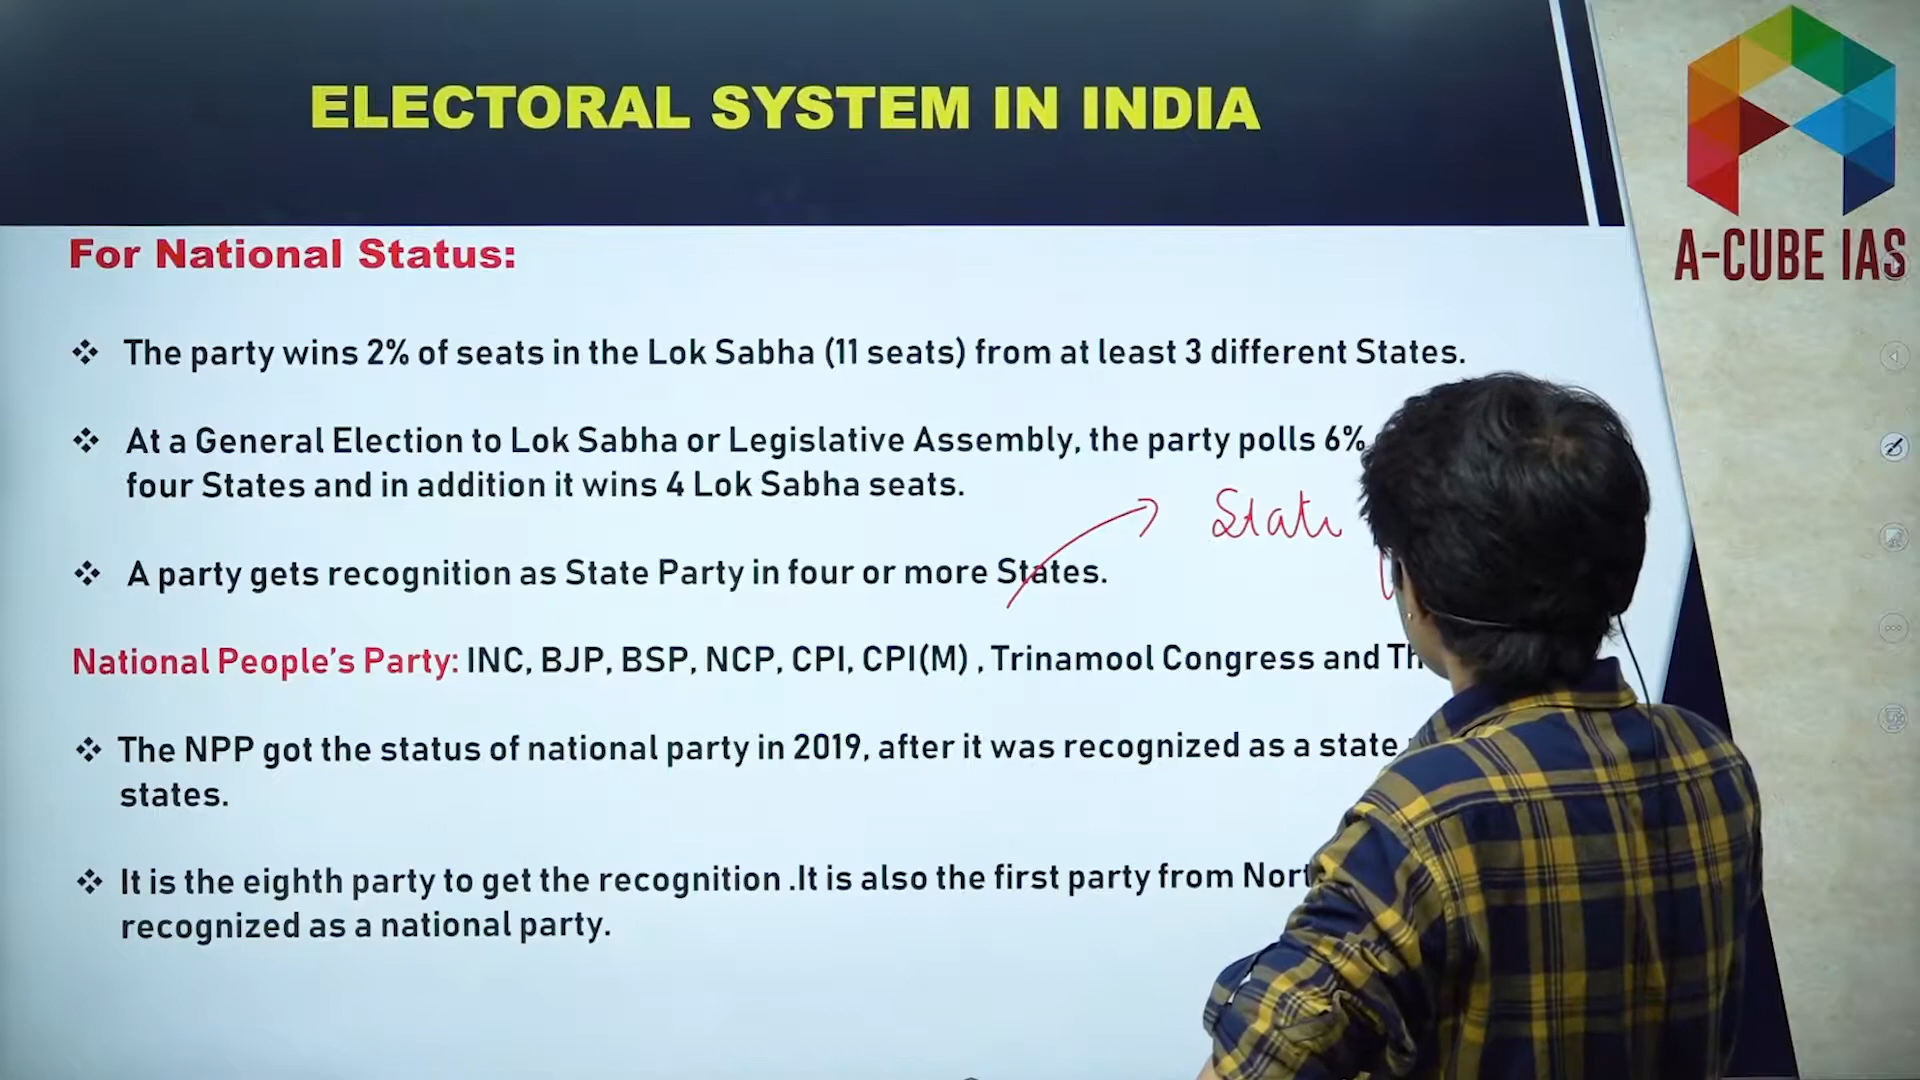 ELECTORAL SYSTEM IN INDIA
A-CUBE IAS
For National Status:
❖ The party wins 2% of seats in the Lok Sabha (11 seats) from at least 3 different States.
❖ At a General Election to Lok Sabha or Legislative Assembly, the party polls 6%
four States and in addition it wins 4 Lok Sabha seats.
State
❖ A party gets recognition as State Party in four or more States.
National People's Party: INC, BJP, BSP, NCP, CPI, CPI(M) , Trinamool Congress and
❖ The NPP got the status of national party in 2019, after it was recognized as a state
states.
❖ It is the eighth party to get the recognition .It is also the first party from
recognized as a national party.